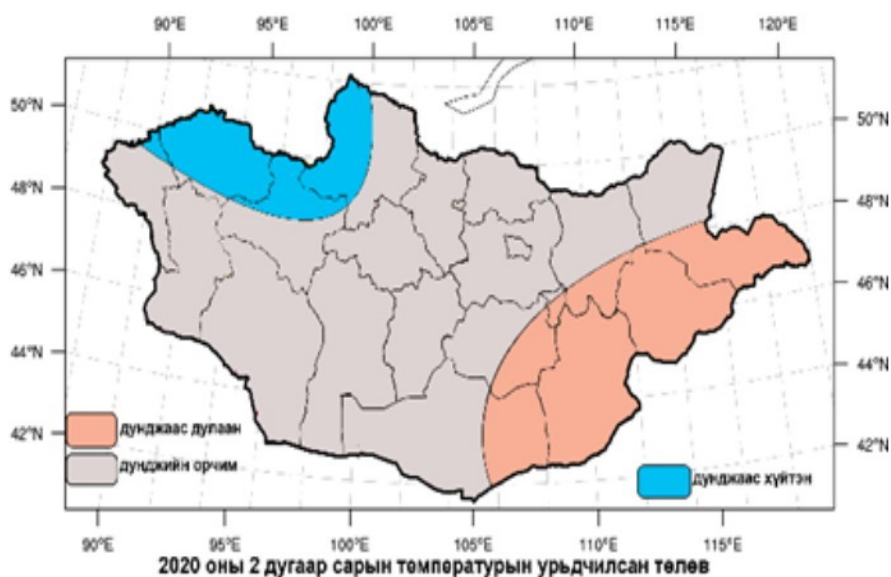 90°E 95°E 100°E 105°E 110°E 115°E 120°E
50°N 50°N
48°N 48°N
46°N 46°N
44°N 44°N
42°N 42°N
дунджаас дулаан
дунджийн орчим
дунджаас хүйтэн
90°E 95°E 100°E 105°E 110°E 115°E
2020 оны 2 дугаар сарын температурын урьдчилсан төлөв